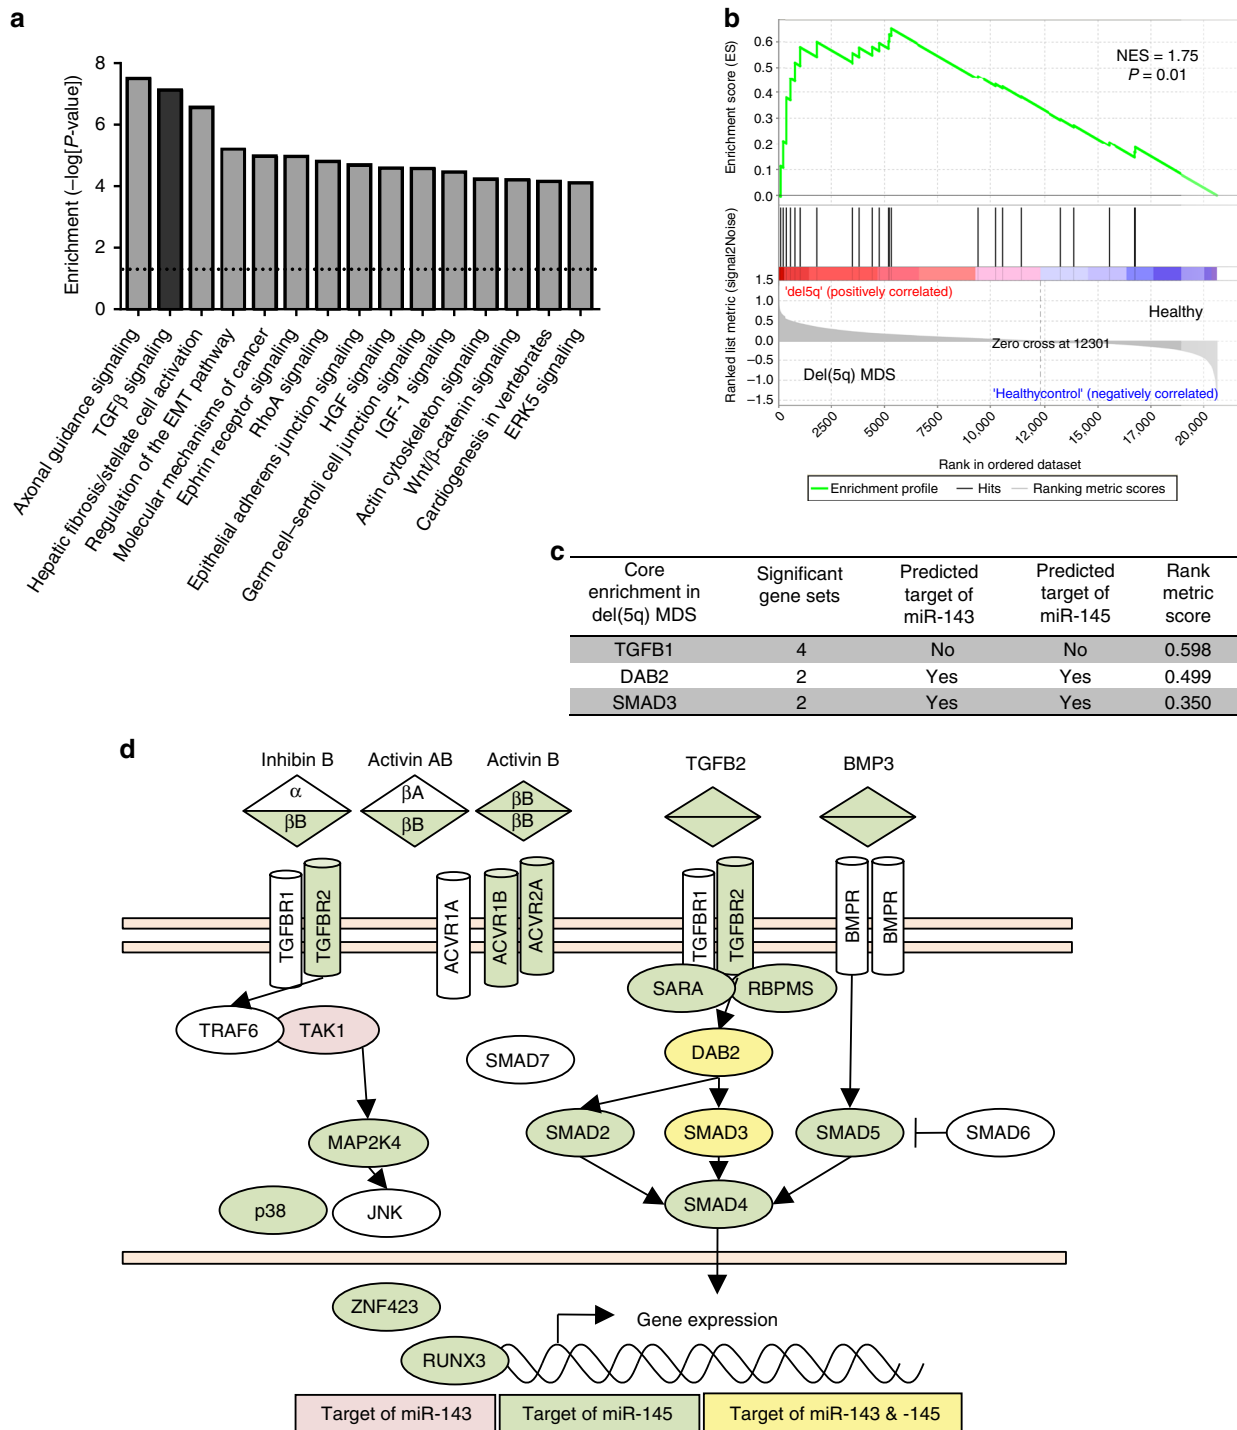 a
Enrichment (–log[P-value])
8
6
4
2
0
Axonal guidance signaling
TGFβ signaling
Hepatic fibrosis/stellate cell activation
Regulation of the EMT pathway
Molecular mechanisms of cancer
Ephrin receptor signaling
RhoA signaling
Epithelial adherens junction signaling
HGF signaling
Germ cell–sertoli cell junction signaling
IGF-1 signaling
Actin cytoskeleton signaling
Wnt/β-catenin signaling
Cardiogenesis in vertebrates
ERK5 signaling
b
Enrichment score (ES)
0.6
0.5
0.4
0.3
0.2
0.1
0.0
NES = 1.75
P = 0.01
Ranked list metric (signal2Noise)
1.5
1.0
0.5
0.0
–0.5
–1.0
–1.5
'del5q' (positively correlated)
Healthy
Zero cross at 12301
Del(5q) MDS
'Healthycontrol' (negatively correlated)
0
2500
5000
7500
10,000
12,000
15,000
17,000
20,000
Rank in ordered dataset
Enrichment profile
Hits
Ranking metric scores
c
Core enrichment in del(5q) MDS
Significant gene sets
Predicted target of miR-143
Predicted target of miR-145
Rank metric score
TGFB1 4 No No 0.598
DAB2 2 Yes Yes 0.499
SMAD3 2 Yes Yes 0.350
d
Inhibin B
Activin AB
Activin B
TGFB2
BMP3
α
βB
βA
βB
βB
βB
TGFBR1
TGFBR2
ACVR1A
ACVR1B
ACVR2A
TGFBR1
TGFBR2
BMPR
BMPR
SARA
RBPMS
TRAF6
TAK1
DAB2
SMAD7
MAP2K4
SMAD2
SMAD3
SMAD5
SMAD6
p38
JNK
SMAD4
ZNF423
Gene expression
RUNX3
Target of miR-143
Target of miR-145
Target of miR-143 & -145